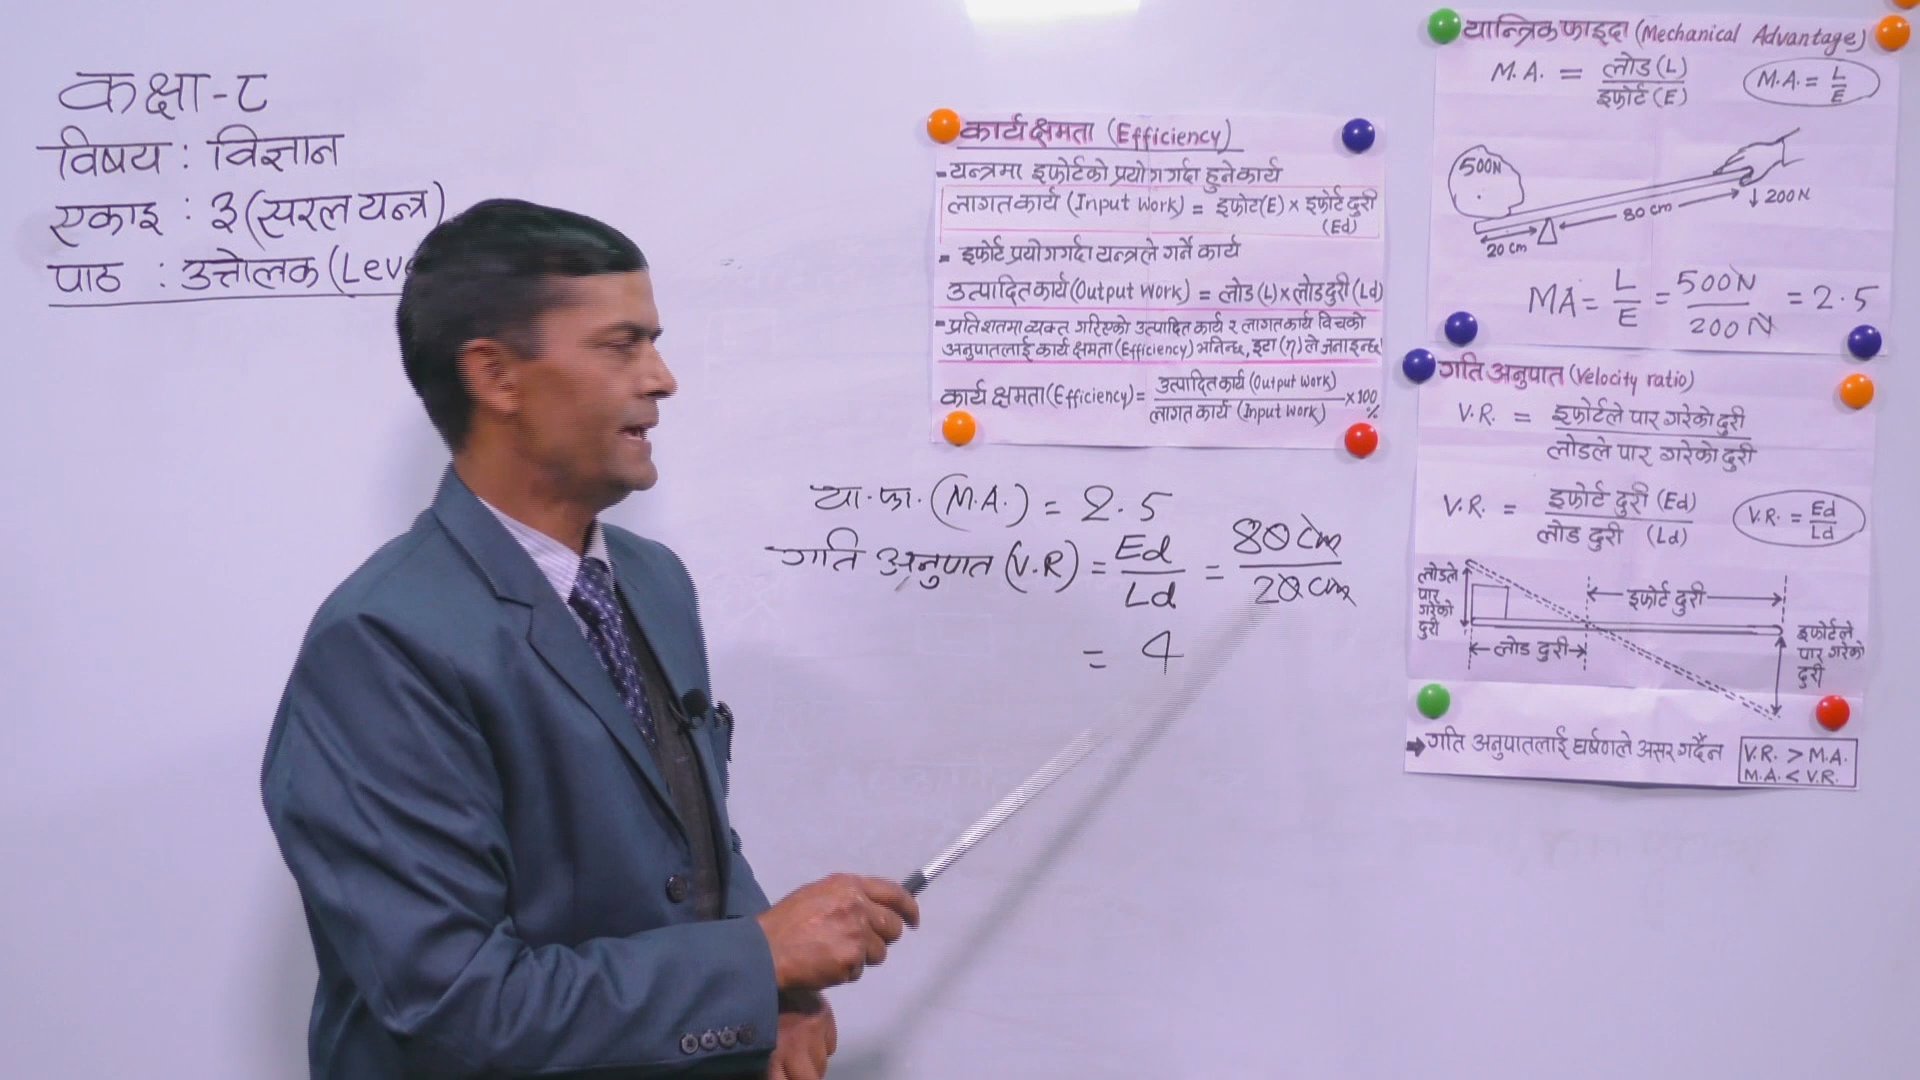 कक्षा-८
विषय : विज्ञान
एकाइ : ३ (सरल यन्त्र)
पाठ : उत्तोलक (Leve
कार्यक्षमता (Efficiency)
- यन्त्रमा इफोर्टको प्रयोग गर्दा हुने कार्य
लागत कार्य (Input Work) = इफोट(E) × इफोर्ट दुरी (Ed)
- इफोर्ट प्रयोग गर्दा यन्त्रले गर्ने कार्य
उत्पादित कार्य (Output Work) = लोड (L) × लोड दुरी (Ld)
- प्रतिशतमा व्यक्त गरिएको उत्पादित कार्य र लागत कार्य विचको
अनुपातलाई कार्य क्षमता (Efficiency) भनिन्छ, इटा (η) ले जनाइन्छ
कार्य क्षमता (Efficiency) = उत्पादित कार्य (Output Work) / लागत कार्य (Input Work) × 100 %
या. फा. (M.A.) = 2.5
गति अनुपात (V.R) = Ed / Ld = 80 cm / 20 cm
= 4
यान्त्रिक फाइदा (Mechanical Advantage)
M.A. = लोड (L) / इफोर्ट (E) M.A. = L / E
500N
80 cm
↓ 200 N
20 cm
MA = L / E = 500 N / 200 N = 2.5
गति अनुपात (Velocity ratio)
V.R. = इफोर्टले पार गरेको दुरी / लोडले पार गरेको दुरी
V.R. = इफोर्ट दुरी (Ed) / लोड दुरी (Ld) V.R. = Ed / Ld
लोडले
पार
गरेको
दुरी
इफोर्ट दुरी
लोड दुरी
इफोर्टले
पार गरेको
दुरी
→ गति अनुपातलाई घर्षणले असर गर्दैन
V.R. > M.A.
M.A. < V.R.